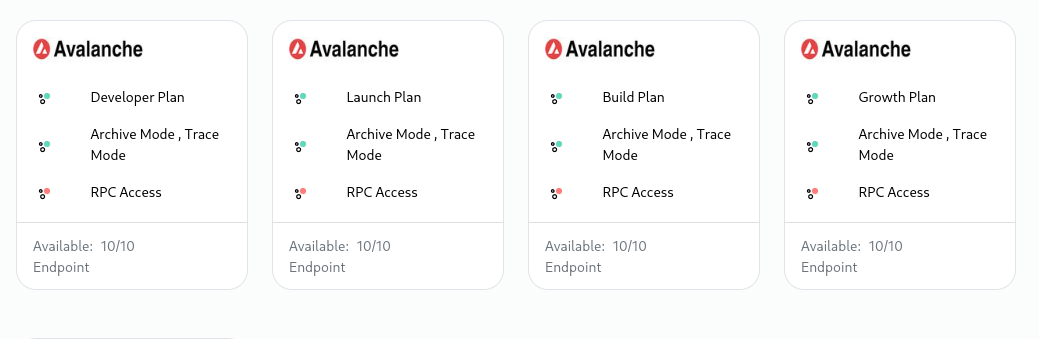 Avalanche
Developer Plan
Archive Mode , Trace
Mode
RPC Access
Available: 10/10
Endpoint
Avalanche
Launch Plan
Archive Mode , Trace
Mode
RPC Access
Available: 10/10
Endpoint
Avalanche
Build Plan
Archive Mode , Trace
Mode
RPC Access
Available: 10/10
Endpoint
Avalanche
Growth Plan
Archive Mode , Trace
Mode
RPC Access
Available: 10/10
Endpoint